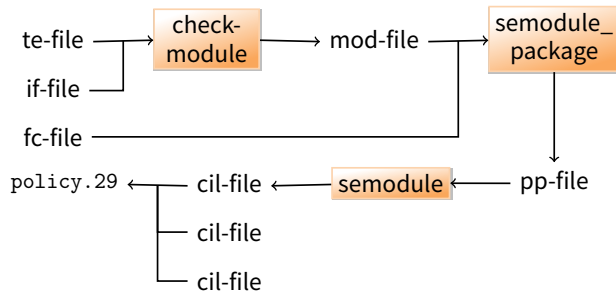 te-file
check-
module
mod-file
semodule_
package
if-file
fc-file
policy.29
cil-file
semodule
pp-file
cil-file
cil-file